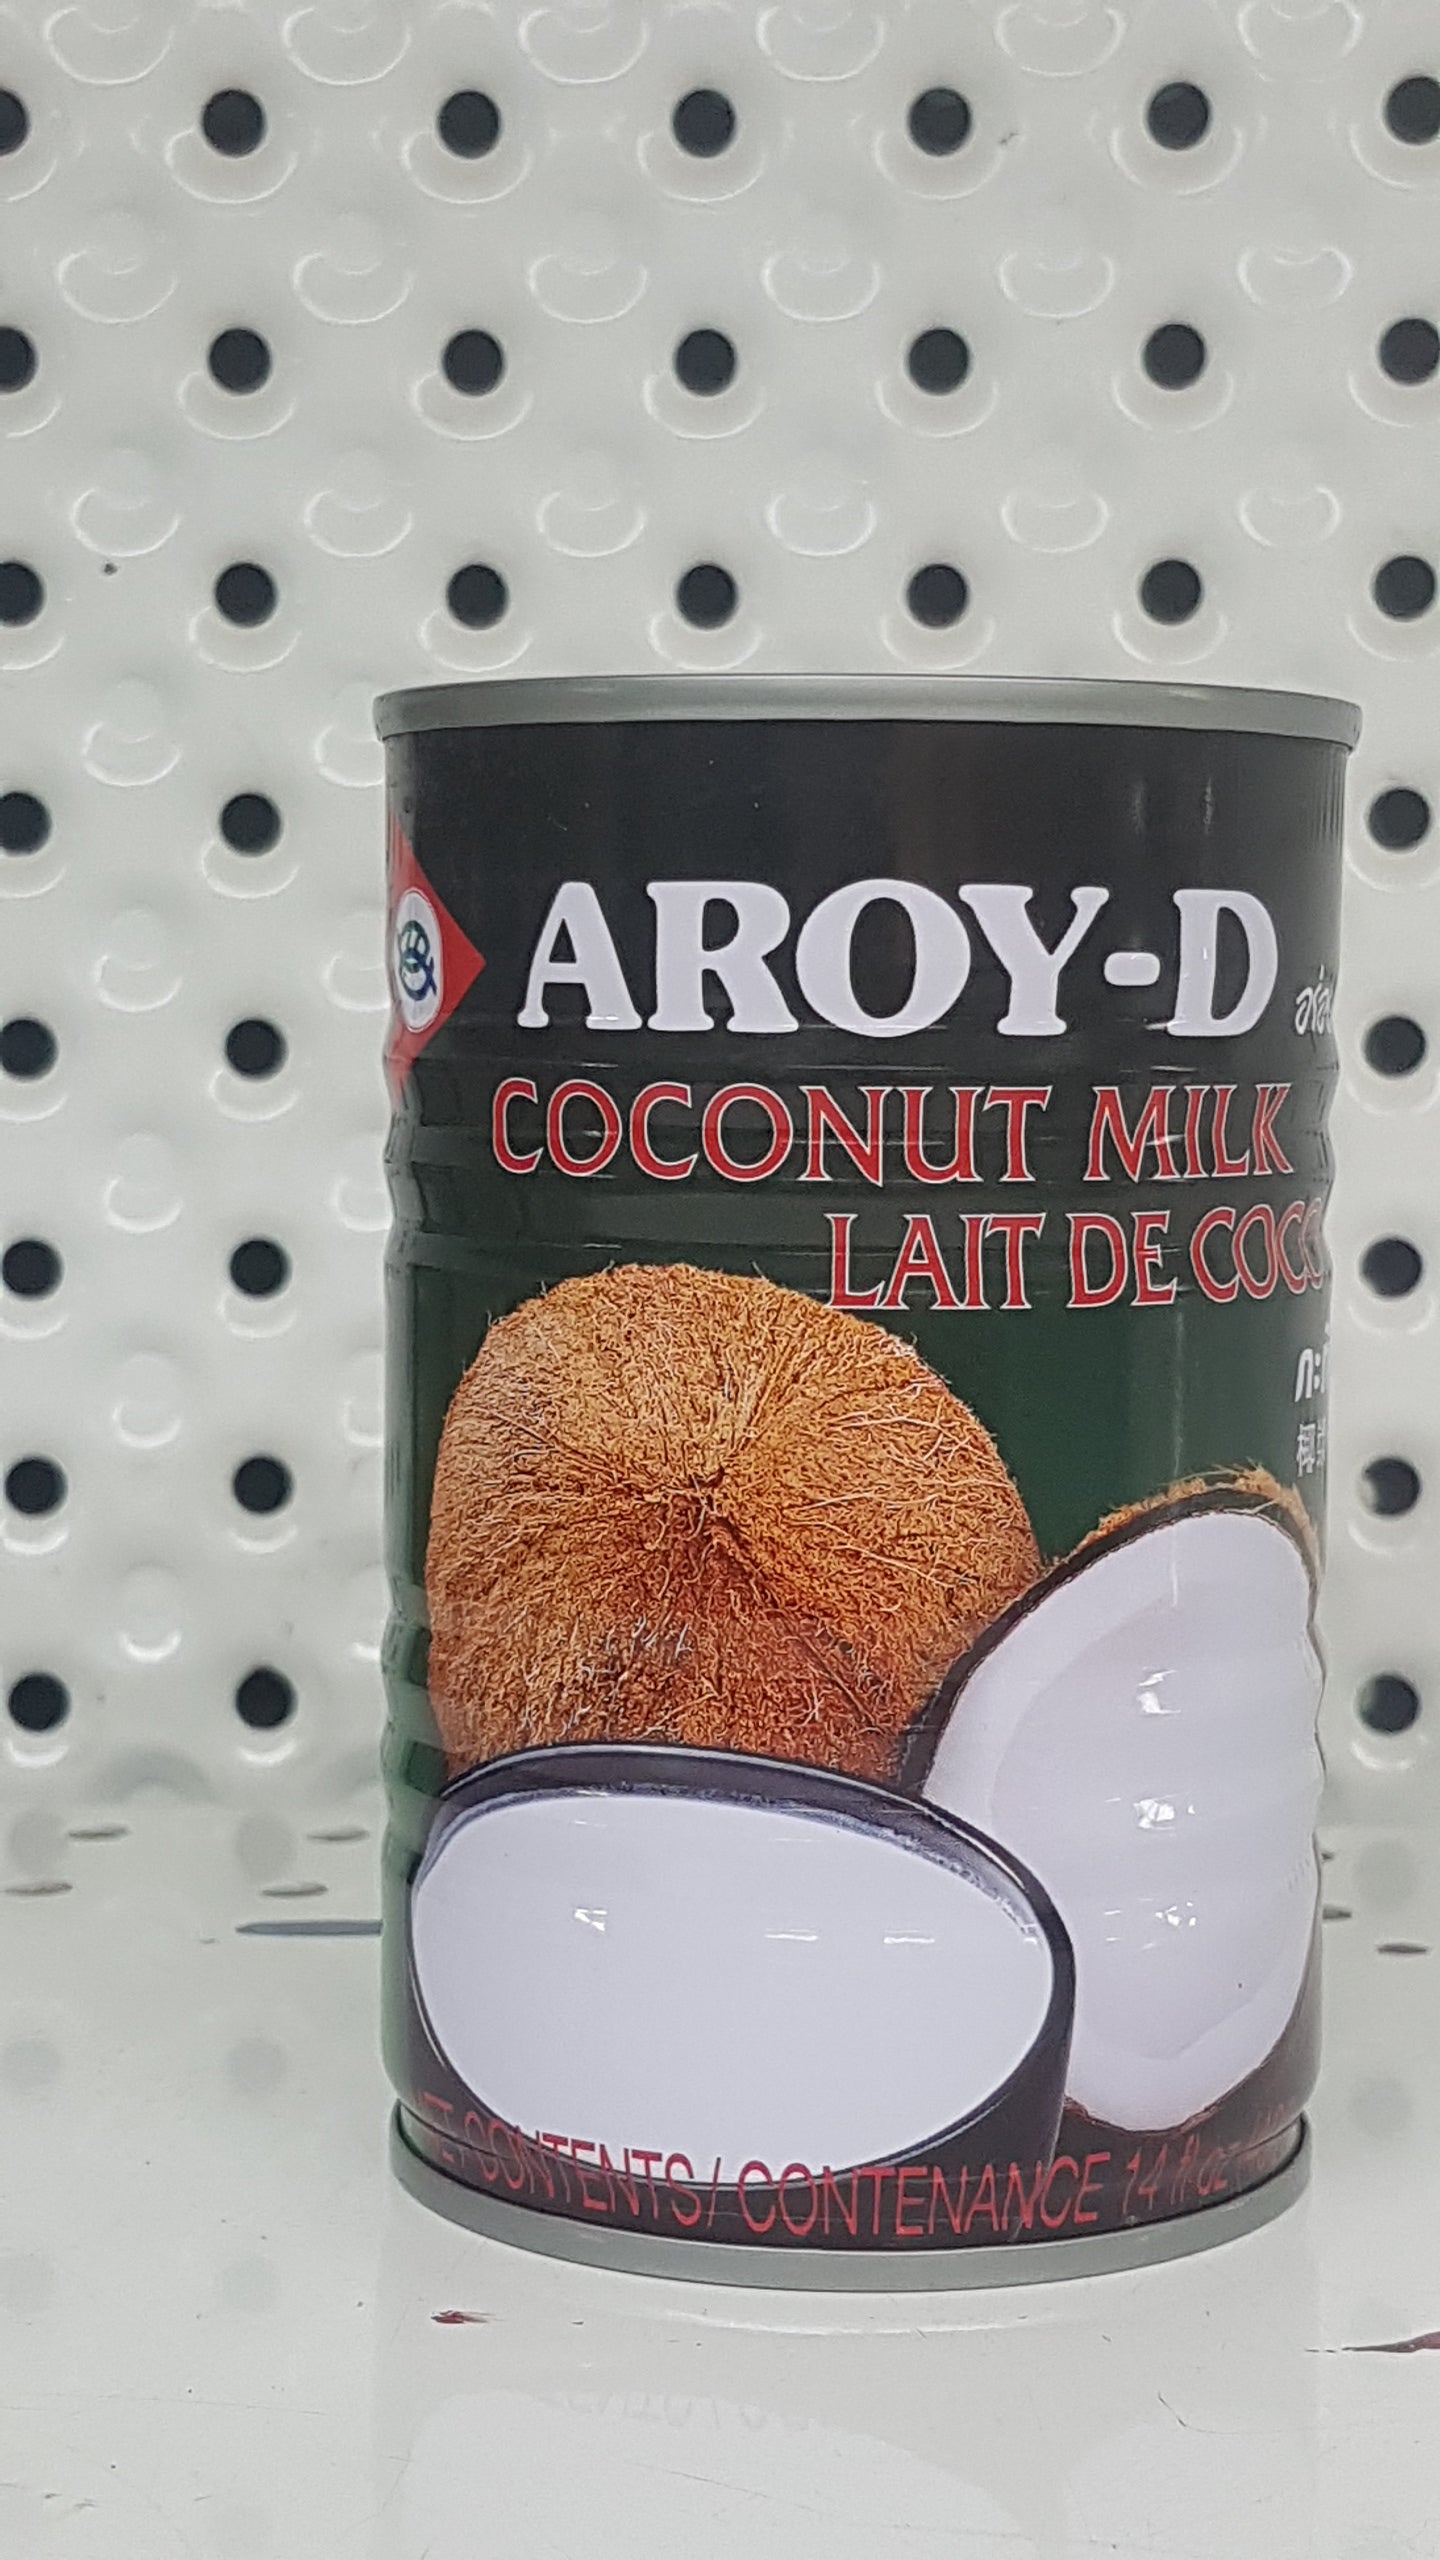 AROY-D
COCONUT MILK
LAIT DE COCO
CONTENTS / CONTENANCE 14 fl oz